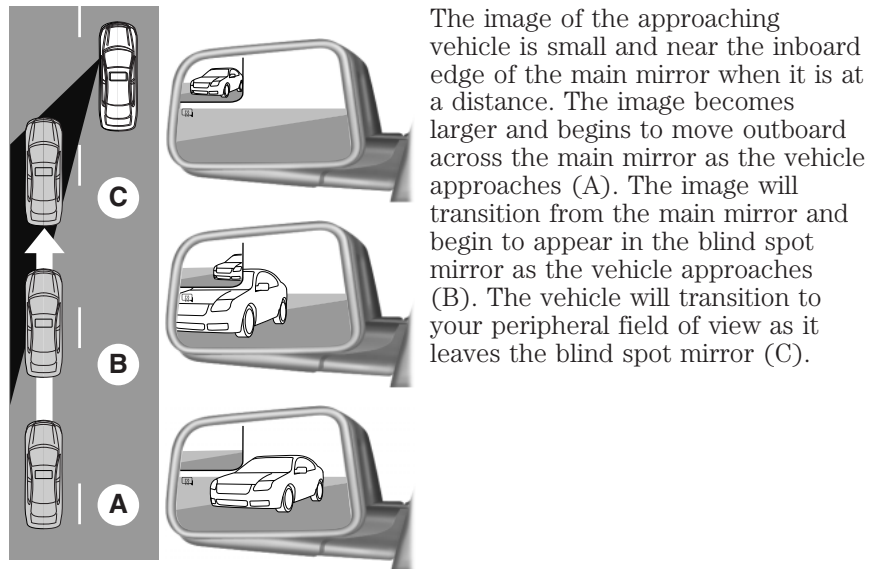 The image of the approaching
vehicle is small and near the inboard
edge of the main mirror when it is at
a distance. The image becomes
larger and begins to move outboard
across the main mirror as the vehicle
approaches (A). The image will
transition from the main mirror and
begin to appear in the blind spot
mirror as the vehicle approaches
(B). The vehicle will transition to
your peripheral field of view as it
leaves the blind spot mirror (C).
C
B
A